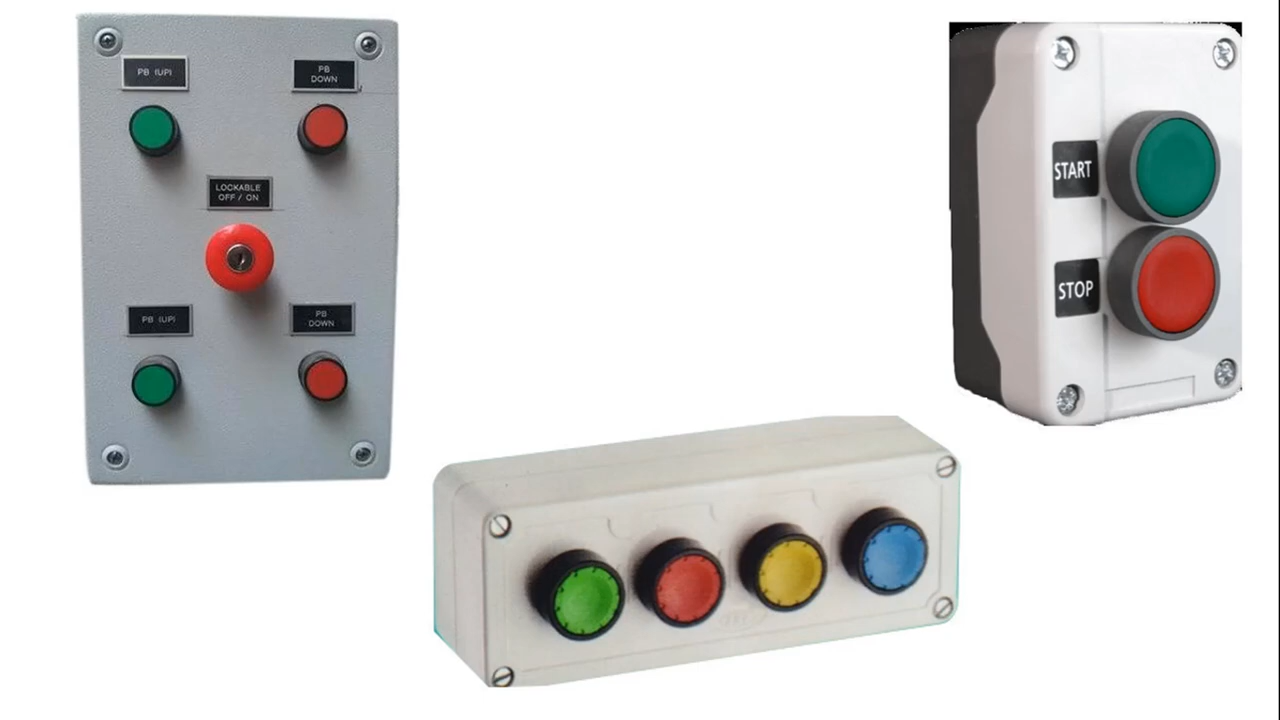 PB (UP)
PB
DOWN
LOCKABLE
OFF / ON
PB (UP)
PB
DOWN
START
STOP